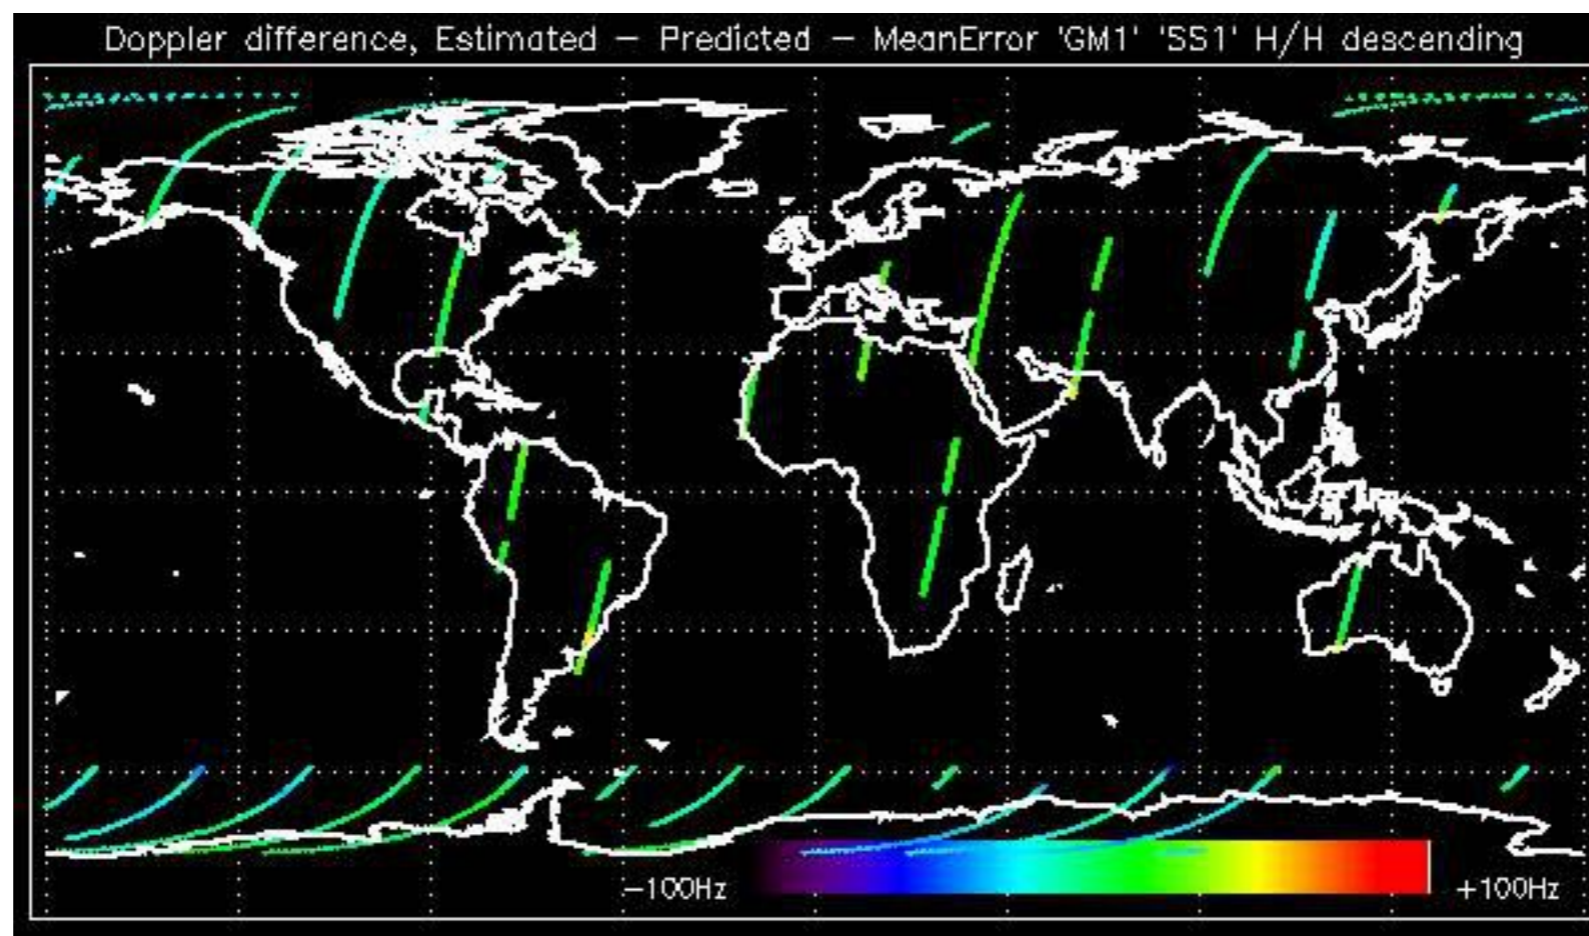 Doppler difference, Estimated – Predicted – MeanError 'GM1' 'SS1' H/H descending
–100Hz
+100Hz